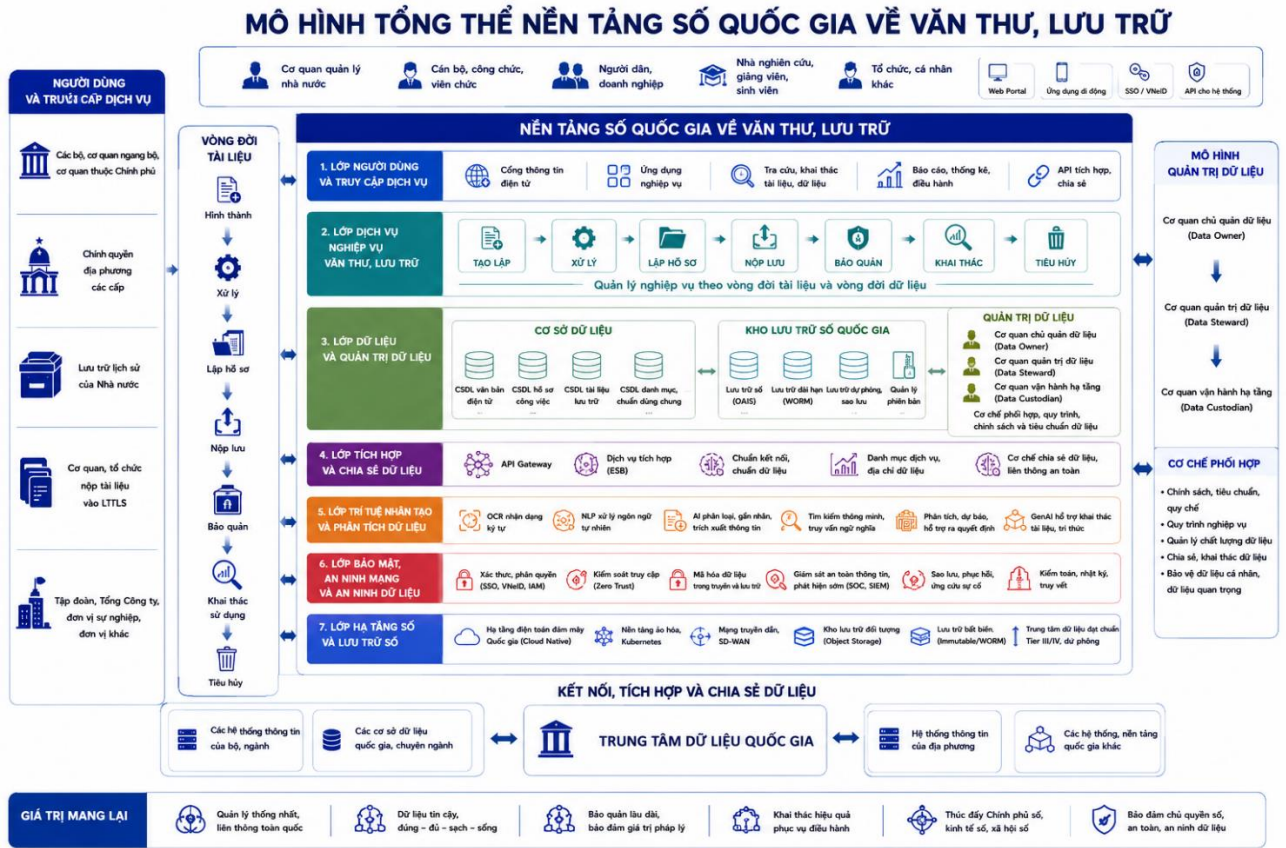 MÔ HÌNH TỔNG THỂ NỀN TẢNG SỐ QUỐC GIA VỀ VĂN THƯ, LƯU TRỮ
Cơ quan quản lý
nhà nước
Cán bộ, công chức,
viên chức
Người dân,
doanh nghiệp
Nhà nghiên cứu,
giảng viên,
sinh viên
Tổ chức, cá nhân
khác
Web Portal
Ứng dụng di động
SSO / VNeID
API cho hệ thống
NGƯỜI DÙNG
VÀ TRUY CẤP DỊCH VỤ
Các bộ, cơ quan ngang bộ,
cơ quan thuộc Chính phủ
Chính quyền
địa phương
các cấp
Lưu trữ lịch sử
của Nhà nước
Cơ quan, tổ chức
nộp tài liệu
vào LTTLS
Tập đoàn, Tổng Công ty,
đơn vị sự nghiệp,
đơn vị khác
VÒNG ĐỜI
TÀI LIỆU
Hình thành
Xử lý
Lập hồ sơ
Nộp lưu
Bảo quản
Khai thác
sử dụng
Tiêu hủy
NỀN TẢNG SỐ QUỐC GIA VỀ VĂN THƯ, LƯU TRỮ
1. LỚP NGƯỜI DÙNG
VÀ TRUY CẬP DỊCH VỤ
Cổng thông tin
điện tử
Ứng dụng
nghiệp vụ
Tra cứu, khai thác
tài liệu, dữ liệu
Báo cáo, thống kê,
điều hành
API tích hợp,
chia sẻ
2. LỚP DỊCH VỤ
NGHIỆP VỤ
VĂN THƯ, LƯU TRỮ
TẠO LẬP
XỬ LÝ
LẬP HỒ SƠ
NỘP LƯU
BẢO QUẢN
KHAI THÁC
TIÊU HỦY
Quản lý nghiệp vụ theo vòng đời tài liệu và vòng đời dữ liệu
3. LỚP DỮ LIỆU
VÀ QUẢN TRỊ DỮ LIỆU
CƠ SỞ DỮ LIỆU
CSDL văn bản
điện tử
...
CSDL hồ sơ
công việc
...
CSDL tài liệu
lưu trữ
...
CSDL danh mục,
chuẩn dùng chung
...
KHO LƯU TRỮ SỐ QUỐC GIA
Lưu trữ số
(OAIS)
...
Lưu trữ dài hạn
(WORM)
...
Lưu trữ dự phòng,
sao lưu
...
Quản lý
phiên bản
...
QUẢN TRỊ DỮ LIỆU
Cơ quan chủ quản dữ liệu
(Data Owner)
Cơ quan quản trị dữ liệu
(Data Steward)
Cơ quan vận hành hạ tầng
(Data Custodian)
Cơ chế phối hợp, quy trình,
chính sách và tiêu chuẩn dữ liệu
4. LỚP TÍCH HỢP
VÀ CHIA SẺ DỮ LIỆU
API Gateway
Dịch vụ tích hợp
(ESB)
Chuẩn kết nối,
chuẩn dữ liệu
Danh mục dịch vụ,
địa chỉ dữ liệu
Cơ chế chia sẻ dữ liệu,
liên thông an toàn
5. LỚP TRÍ TUỆ NHÂN TẠO
VÀ PHÂN TÍCH DỮ LIỆU
OCR nhận dạng
ký tự
NLP xử lý ngôn ngữ
tự nhiên
AI phân loại, gắn nhãn,
trích xuất thông tin
Tìm kiếm thông minh,
truy vấn ngữ nghĩa
Phân tích, dự báo,
hỗ trợ ra quyết định
GenAI hỗ trợ khai thác
tài liệu, tri thức
6. LỚP BẢO MẬT,
AN NINH MẠNG
VÀ AN NINH DỮ LIỆU
Xác thực, phân quyền
(SSO, VNeID, IAM)
Kiểm soát truy cập
(Zero Trust)
Mã hóa dữ liệu
trong truyền và lưu trữ
Giám sát an toàn thông tin,
phát hiện sớm (SOC, SIEM)
Sao lưu, phục hồi,
ứng cứu sự cố
Kiểm toán, nhật ký,
truy vết
7. LỚP HẠ TẦNG SỐ
VÀ LƯU TRỮ SỐ
Hạ tầng điện toán đám mây
Quốc gia (Cloud Native)
Nền tảng ảo hóa,
Kubernetes
Mạng truyền dẫn,
SD-WAN
Kho lưu trữ đối tượng
(Object Storage)
Lưu trữ bất biến
(Immutable/WORM)
Trung tâm dữ liệu đạt chuẩn
Tier III/IV, dự phòng
MÔ HÌNH
QUẢN TRỊ DỮ LIỆU
Cơ quan chủ quản dữ liệu
(Data Owner)
Cơ quan quản trị dữ liệu
(Data Steward)
Cơ quan vận hành hạ tầng
(Data Custodian)
CƠ CHẾ PHỐI HỢP
• Chính sách, tiêu chuẩn,
quy chế
• Quy trình nghiệp vụ
• Quản lý chất lượng dữ liệu
• Chia sẻ, khai thác dữ liệu
• Bảo vệ dữ liệu cá nhân,
dữ liệu quan trọng
KẾT NỐI, TÍCH HỢP VÀ CHIA SẺ DỮ LIỆU
Các hệ thống thông tin
của bộ, ngành
Các cơ sở dữ liệu
quốc gia, chuyên ngành
TRUNG TÂM DỮ LIỆU QUỐC GIA
Hệ thống thông tin
của địa phương
Các hệ thống, nền tảng
quốc gia khác
GIÁ TRỊ MANG LẠI
Quản lý thống nhất,
liên thông toàn quốc
Dữ liệu tin cậy,
đúng – đủ – sạch – sống
Bảo quản lâu dài,
bảo đảm giá trị pháp lý
Khai thác hiệu quả
phục vụ điều hành
Thúc đẩy Chính phủ số,
kinh tế số, xã hội số
Bảo đảm chủ quyền số,
an toàn, an ninh dữ liệu